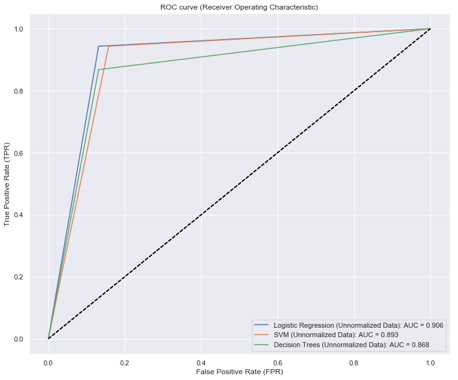 ROC curve (Receiver Operating Characteristic)
True Positive Rate (TPR)
1.0
0.8
0.6
0.4
0.2
0.0
0.0 0.2 0.4 0.6 0.8 1.0
False Positive Rate (FPR)
Logistic Regression (Unnormalized Data): AUC = 0.906
SVM (Unnormalized Data): AUC = 0.893
Decision Trees (Unnormalized Data): AUC = 0.868